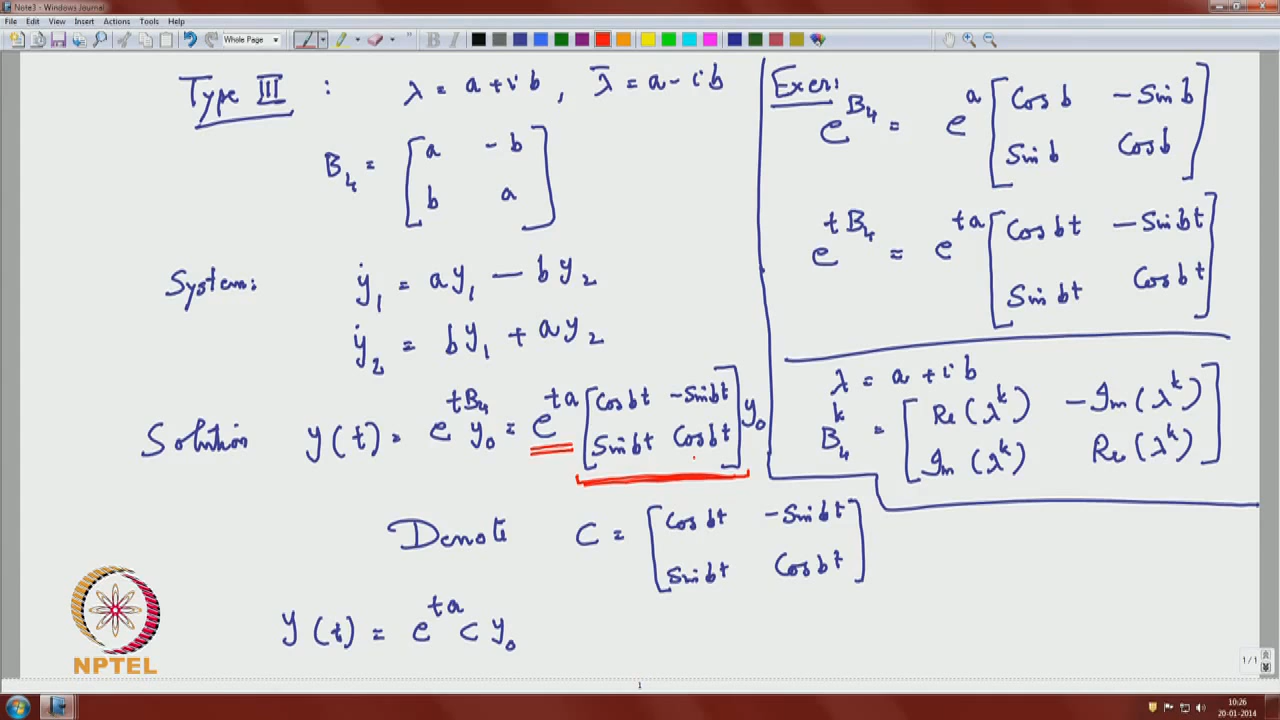 Note3 - Windows Journal
File Edit View Insert Actions Tools Help
Whole Page
Type III : λ = a + i b , λ̄ = a - i b
B₄ = [ a -b
b a ]
System: ẏ₁ = a y₁ - b y₂
ẏ₂ = b y₁ + a y₂
Solution y(t) = e^{tB₄} y₀ = e^{ta} [ Cos bt - Sin bt
Sin bt Cos bt ] y₀
Denote C = [ Cos bt - Sin bt
Sin bt Cos bt ]
y(t) = e^{ta} C y₀
Exer:
e^{B₄} = e^{a} [ Cos b - Sin b
Sin b Cos b ]
e^{tB₄} = e^{ta} [ Cos bt - Sin bt
Sin bt Cos bt ]
λ = a + i b
B₄^{k} = [ Re(λ^{k}) - Im(λ^{k})
Im(λ^{k}) Re(λ^{k}) ]
NPTEL
1/1
1
10:26
20-01-2014